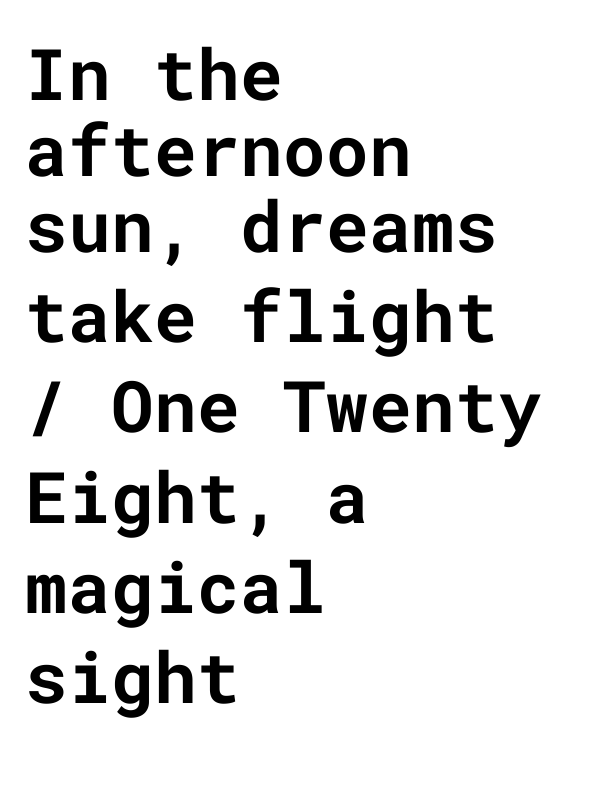 In the
afternoon
sun, dreams
take flight
/ One Twenty
Eight, a
magical
sight